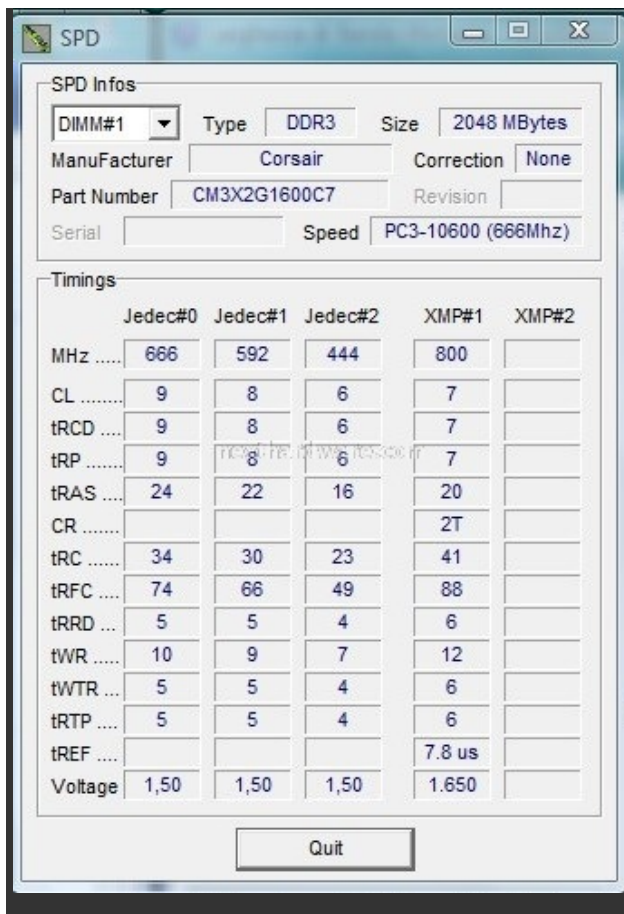 SPD
SPD Infos
DIMM#1 Type DDR3 Size 2048 MBytes
ManuFacturer Corsair Correction None
Part Number CM3X2G1600C7 Revision
Serial Speed PC3-10600 (666Mhz)
Timings
Jedec#0 Jedec#1 Jedec#2 XMP#1 XMP#2
MHz ..... 666 592 444 800
CL ........ 9 8 6 7
tRCD .... 9 8 6 7
tRP ....... 9 8 6 7
tRAS .... 24 22 16 20
CR ....... 2T
tRC ...... 34 30 23 41
tRFC .... 74 66 49 88
tRRD ... 5 5 4 6
tWR ..... 10 9 7 12
tWTR ... 5 5 4 6
tRTP .... 5 5 4 6
tREF .... 7.8 us
Voltage 1,50 1,50 1,50 1.650
Quit